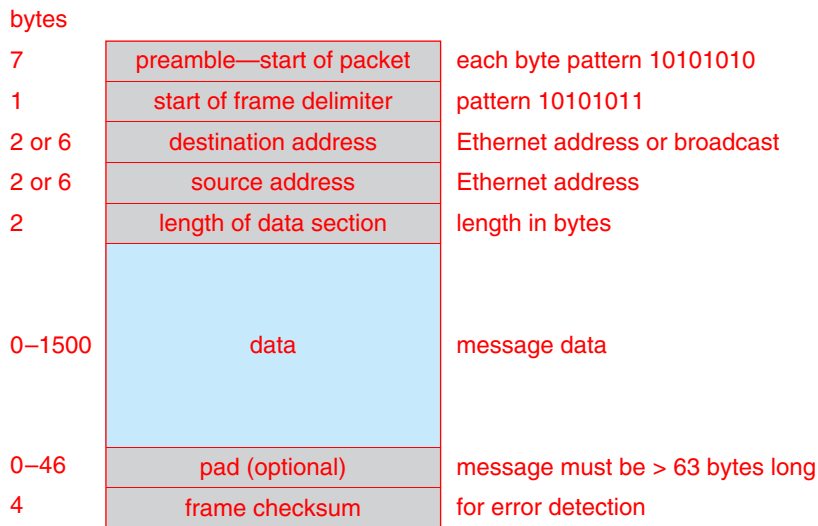 bytes
7 preamble—start of packet each byte pattern 10101010
1 start of frame delimiter pattern 10101011
2 or 6 destination address Ethernet address or broadcast
2 or 6 source address Ethernet address
2 length of data section length in bytes
0–1500 data message data
0–46 pad (optional) message must be > 63 bytes long
4 frame checksum for error detection